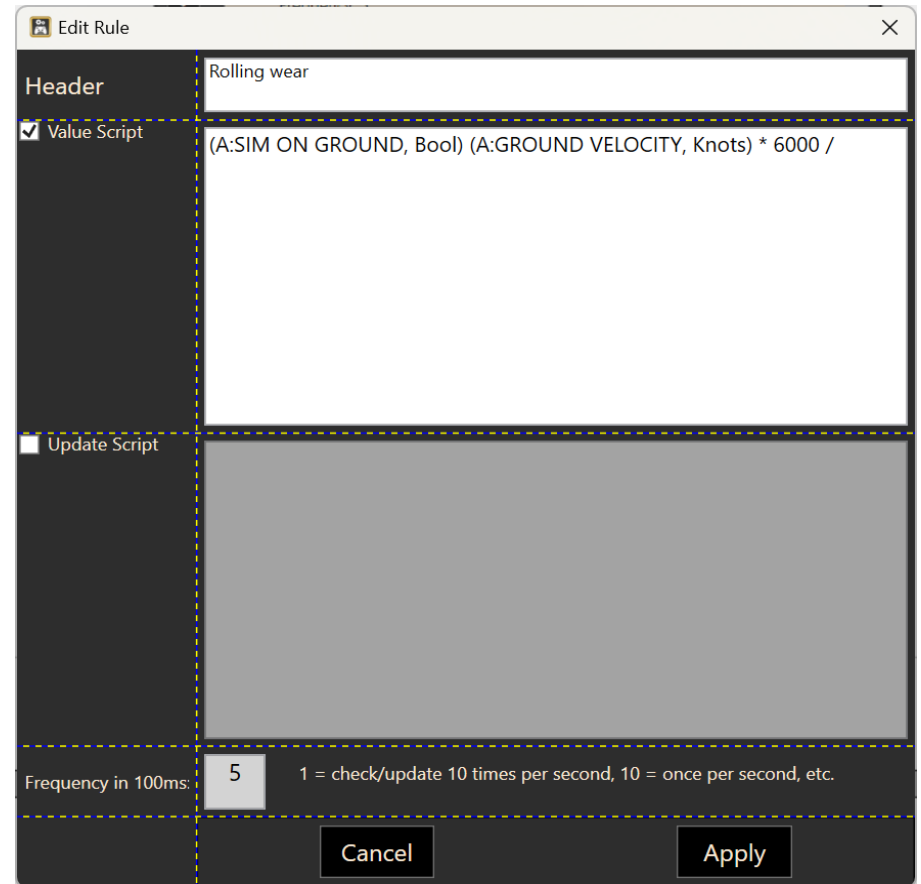 Edit Rule
Header
Rolling wear
Value Script
(A:SIM ON GROUND, Bool) (A:GROUND VELOCITY, Knots) * 6000 /
Update Script
Frequency in 100ms:
5
1 = check/update 10 times per second, 10 = once per second, etc.
Cancel
Apply